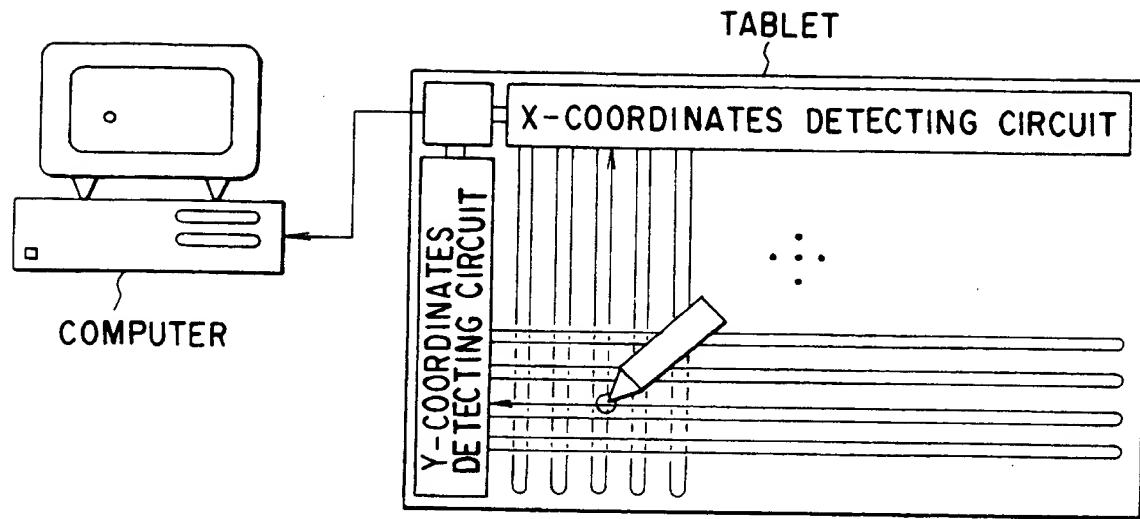 TABLET
X-COORDINATES DETECTING CIRCUIT
Y-COORDINATES
DETECTING CIRCUIT
COMPUTER